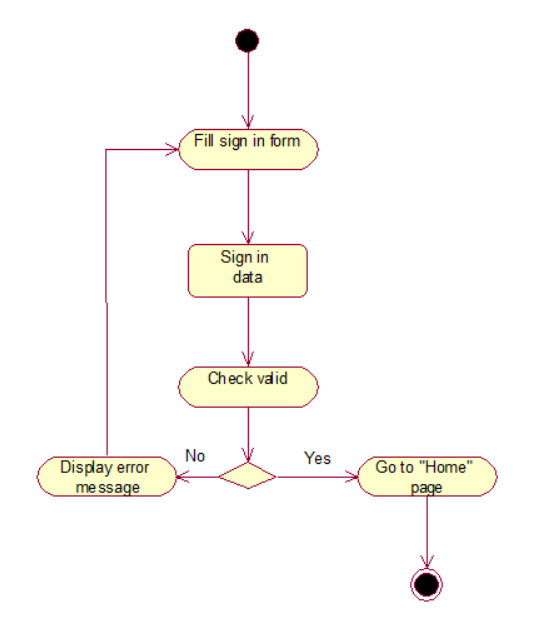 Fill sign in form
Sign in
data
Check valid
No
Yes
Display error
message
Go to "Home"
page